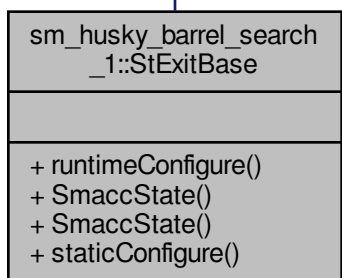 sm_husky_barrel_search
_1::StExitBase
+ runtimeConfigure()
+ SmaccState()
+ SmaccState()
+ staticConfigure()